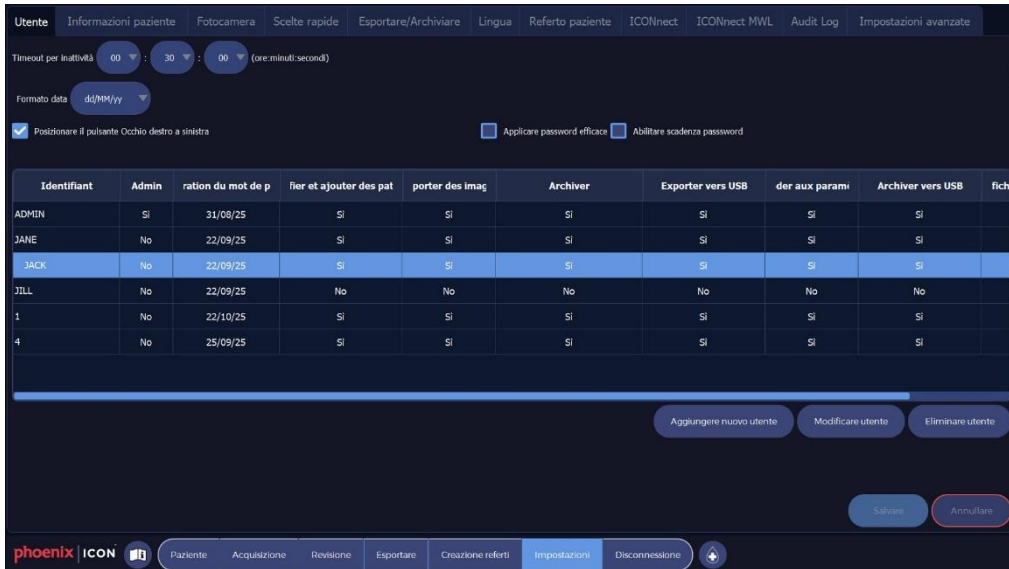 Utente Informazioni paziente Fotocamera Scelte rapide Esportare/Archiviare Lingua Referto paziente ICONnect ICONnect MWL Audit Log Impostazioni avanzate
Timeout per inattività 00 : 30 : 00 (ore:minuti:secondi)
Formato data dd/MM/yy
Posizionare il pulsante Occhio destro a sinistra Applicare password efficace Abilitare scadenza passsword
Identifiant Admin ration du mot de p fier et ajouter des pat porter des imag Archiver Exporter vers USB der aux param Archiver vers USB fich
ADMIN Sì 31/08/25 Sì Sì Sì Sì Sì Sì
JANE No 22/09/25 Sì Sì Sì Sì Sì Sì
JACK No 22/09/25 Sì Sì Sì Sì Sì Sì
JILL No 22/09/25 No No No No No No
1 No 22/10/25 Sì Sì Sì Sì Sì Sì
4 No 25/09/25 Sì Sì Sì Sì Sì Sì
Aggiungere nuovo utente Modificare utente Eliminare utente
Salvare Annullare
phoenix ICON Paziente Acquisizione Revisione Esportare Creazione referti Impostazioni Disconnessione